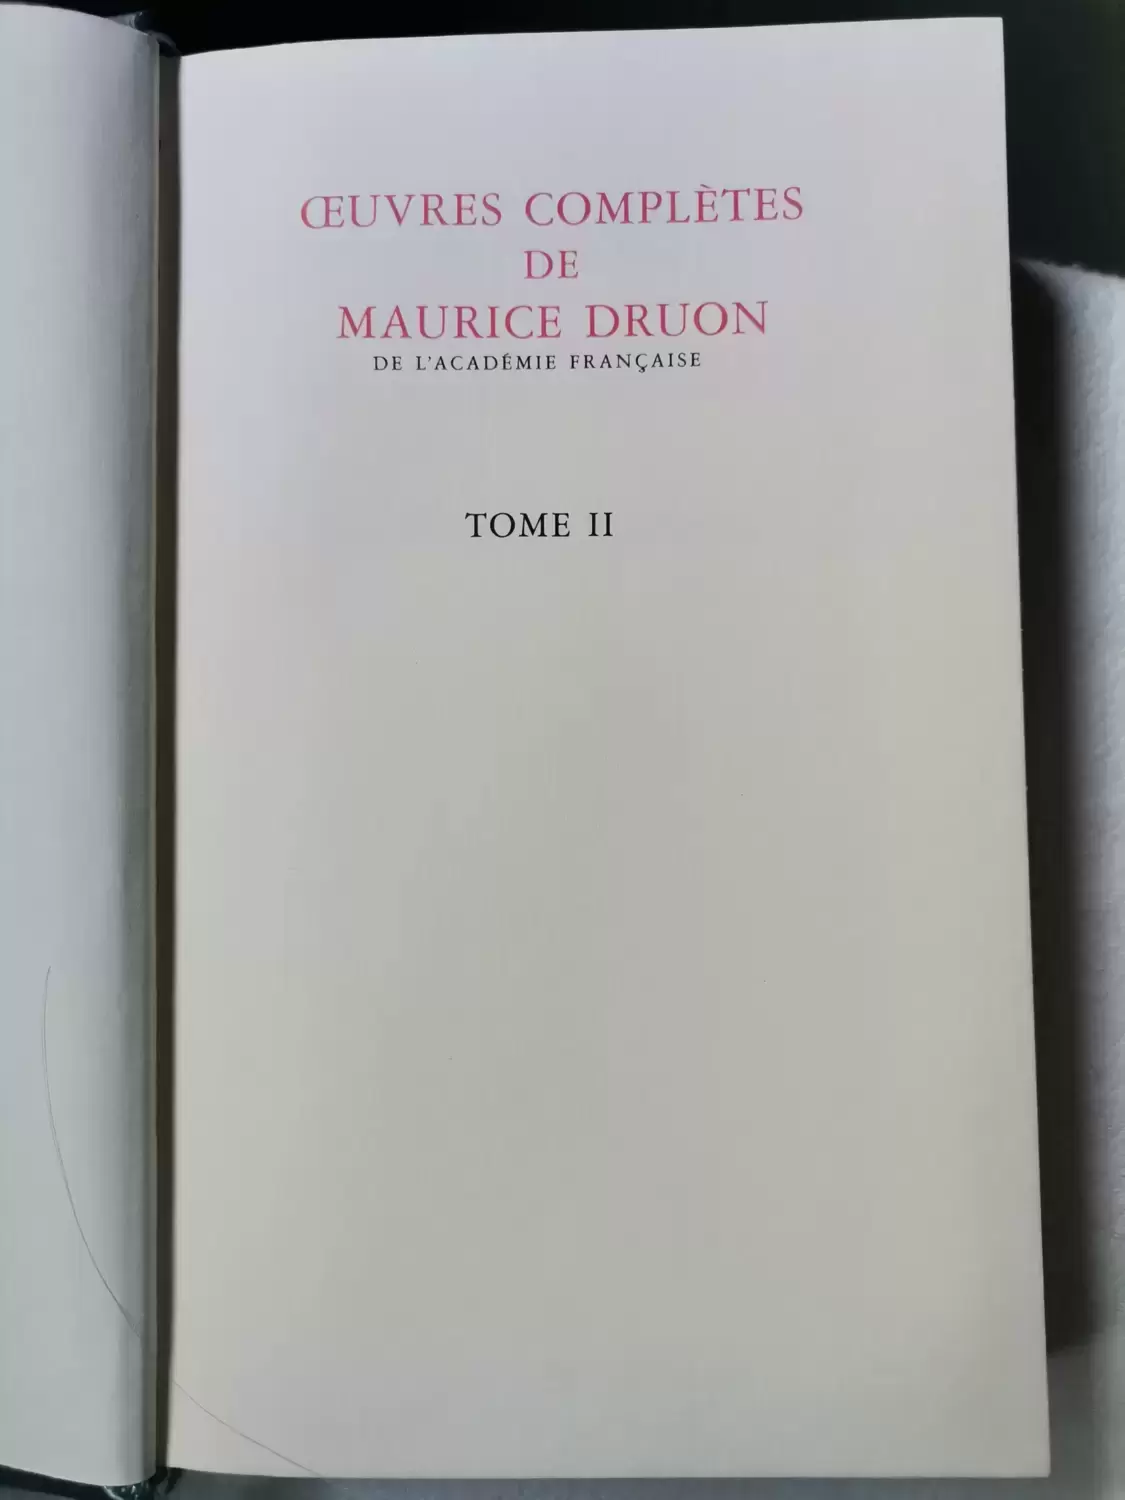 ŒUVRES COMPLÈTES
DE
MAURICE DRUON
DE L'ACADÉMIE FRANÇAISE
TOME II